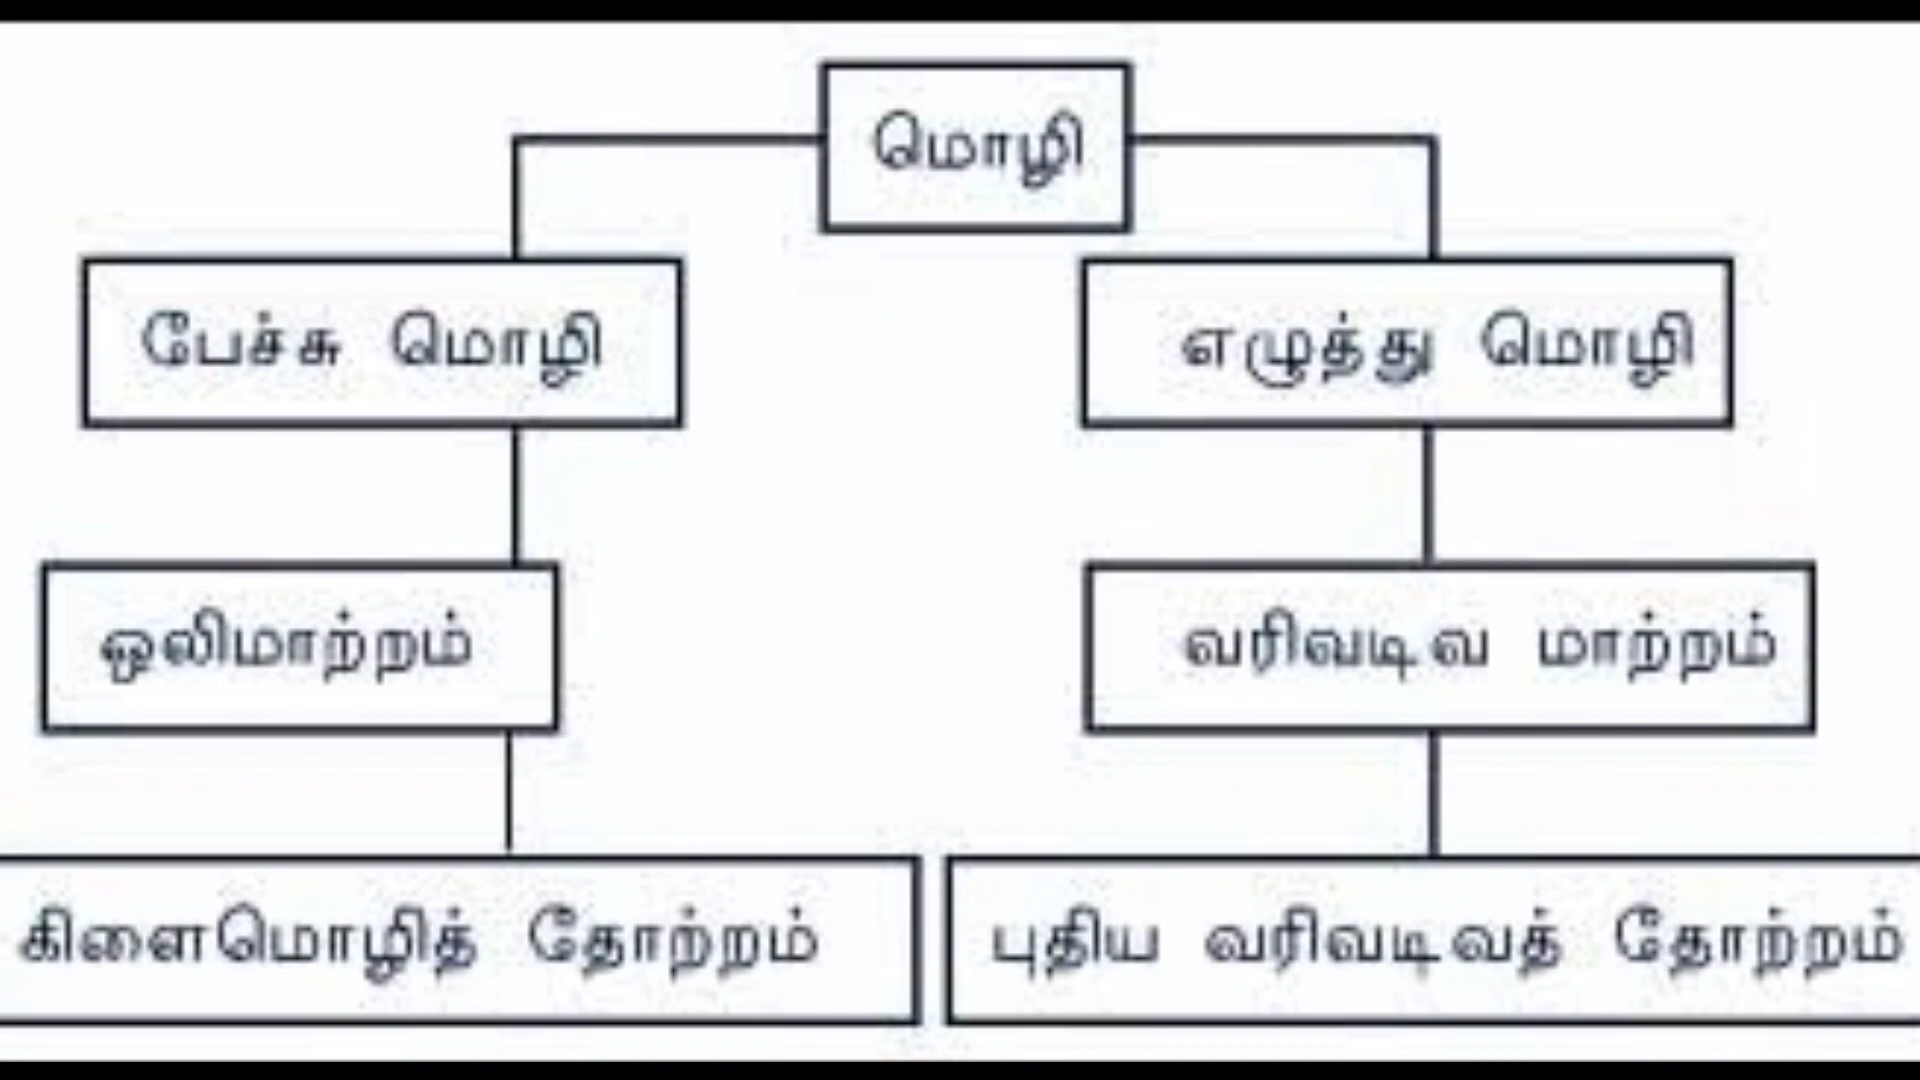 மொழி
பேச்சு மொழி
எழுத்து மொழி
ஒலிமாற்றம்
வரிவடிவ மாற்றம்
கிளைமொழித் தோற்றம்
புதிய வரிவடிவத் தோற்றம்